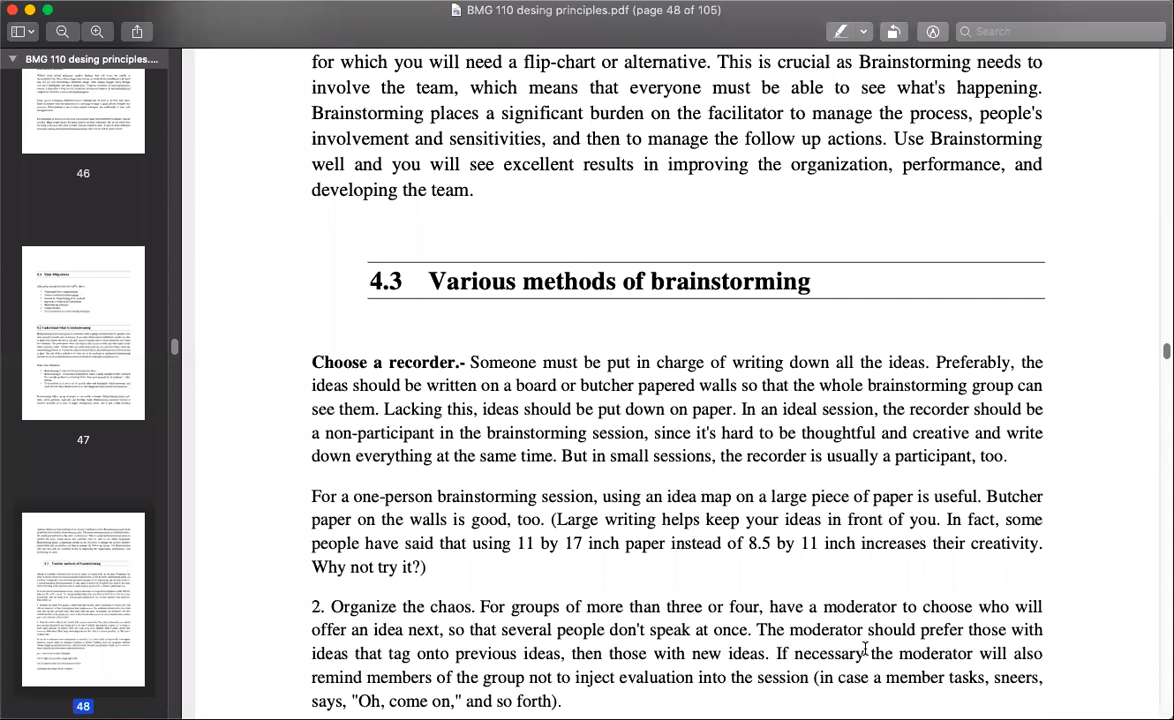 BMG 110 desing principles.pdf (page 48 of 105)
Search
BMG 110 desing principles....
46
47
48
for which you will need a flip-chart or alternative. This is crucial as Brainstorming needs to
involve the team, which means that everyone must be able to see what's happening.
Brainstorming places a significant burden on the facilitator to manage the process, people's
involvement and sensitivities, and then to manage the follow up actions. Use Brainstorming
well and you will see excellent results in improving the organization, performance, and
developing the team.
4.3 Various methods of brainstorming
Choose a recorder.- Someone must be put in charge of writing down all the ideas. Preferably, the
ideas should be written on a board or butcher papered walls so that the whole brainstorming group can
see them. Lacking this, ideas should be put down on paper. In an ideal session, the recorder should be
a non-participant in the brainstorming session, since it's hard to be thoughtful and creative and write
down everything at the same time. But in small sessions, the recorder is usually a participant, too.
For a one-person brainstorming session, using an idea map on a large piece of paper is useful. Butcher
paper on the walls is good, too. (Large writing helps keep your ideas in front of you. In fact, some
people have said that using 11 by 17 inch paper instead of 8.5 by 11 inch increases their creativity.
Why not try it?)
2. Organize the chaos. For groups of more than three or four, have a moderator to choose who will
offer an idea next, so that several people don't speak at once. The moderator should prefer those with
ideas that tag onto previous ideas, then those with new ideas. If necessary the moderator will also
remind members of the group not to inject evaluation into the session (in case a member tasks, sneers,
says, "Oh, come on," and so forth).